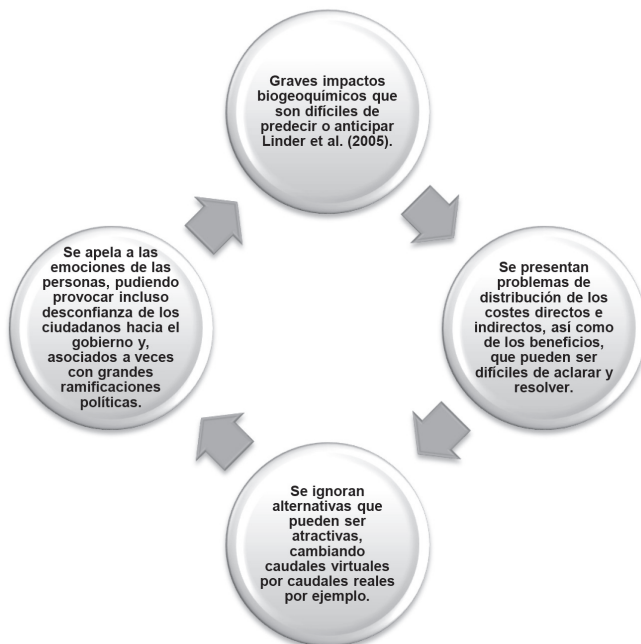 Graves impactos
biogeoquímicos que
son difíciles de
predecir o anticipar
Linder et al. (2005).
Se presentan
problemas de
distribución de los
costes directos e
indirectos, así como
de los beneficios,
que pueden ser
difíciles de aclarar y
resolver.
Se ignoran
alternativas que
pueden ser
atractivas,
cambiando
caudales virtuales
por caudales reales
por ejemplo.
Se apela a las
emociones de las
personas, pudiendo
provocar incluso
desconfianza de los
ciudadanos hacia el
gobierno y,
asociados a veces
con grandes
ramificaciones
políticas.